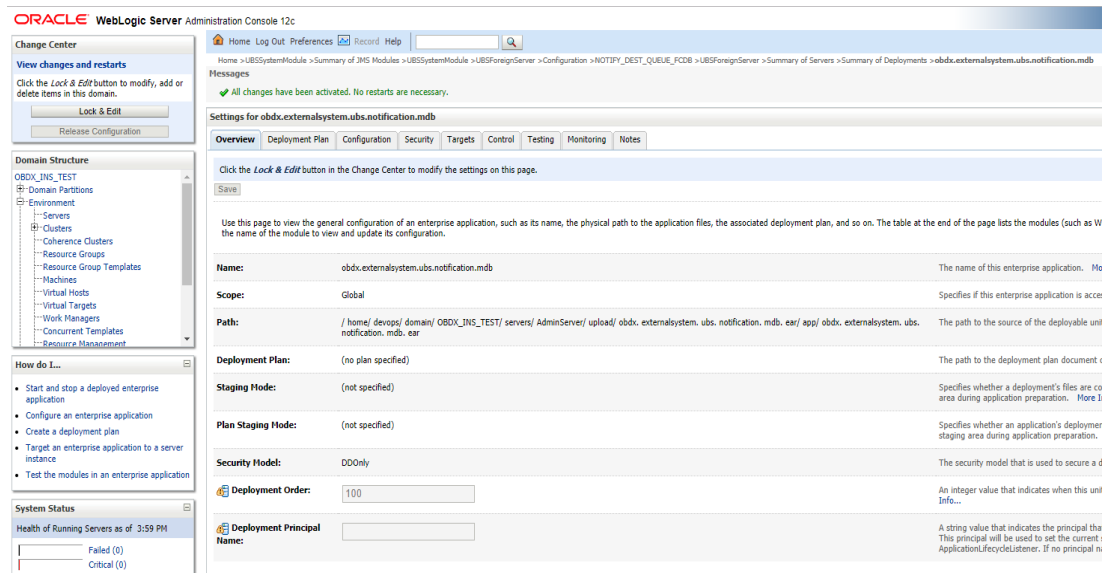 ORACLE WebLogic Server Administration Console 12c
Change Center
View changes and restarts
Click the Lock & Edit button to modify, add or
delete items in this domain.
Lock & Edit
Release Configuration
Domain Structure
OBDX_INS_TEST
Domain Partitions
Environment
Servers
Clusters
Coherence Clusters
Resource Groups
Resource Group Templates
Machines
Virtual Hosts
Virtual Targets
Work Managers
Concurrent Templates
Resource Management
How do I...
Start and stop a deployed enterprise
application
Configure an enterprise application
Create a deployment plan
Target an enterprise application to a server
instance
Test the modules in an enterprise application
System Status
Health of Running Servers as of 3:59 PM
Failed (0)
Critical (0)
Home Log Out Preferences Record Help
Home >UBSSystemModule >Summary of JMS Modules >UBSSystemModule >UBSForeignServer >Configuration >NOTIFY_DEST_QUEUE_FCDB >UBSForeignServer >Summary of Servers >Summary of Deployments >obdx.externalsystem.ubs.notification.mdb
Messages
All changes have been activated. No restarts are necessary.
Settings for obdx.externalsystem.ubs.notification.mdb
Overview Deployment Plan Configuration Security Targets Control Testing Monitoring Notes
Click the Lock & Edit button in the Change Center to modify the settings on this page.
Save
Use this page to view the general configuration of an enterprise application, such as its name, the physical path to the application files, the associated deployment plan, and so on. The table at the end of the page lists the modules (such as W
the name of the module to view and update its configuration.
Name: obdx.externalsystem.ubs.notification.mdb The name of this enterprise application. Mo
Scope: Global Specifies if this enterprise application is acce
Path: / home/ devops/ domain/ OBDX_INS_TEST/ servers/ AdminServer/ upload/ obdx. externalsystem. ubs. notification. mdb. ear/ app/ obdx. externalsystem. ubs. The path to the source of the deployable uni
notification. mdb. ear
Deployment Plan: (no plan specified) The path to the deployment plan document
Staging Mode: (not specified) Specifies whether a deployment's files are co
area during application preparation. More I
Plan Staging Mode: (not specified) Specifies whether an application's deploymen
staging area during application preparation.
Security Model: DDOnly The security model that is used to secure a d
Deployment Order: 100 An integer value that indicates when this uni
Info...
Deployment Principal A string value that indicates the principal tha
Name: This principal will be used to set the current
ApplicationLifecycleListener. If no principal na